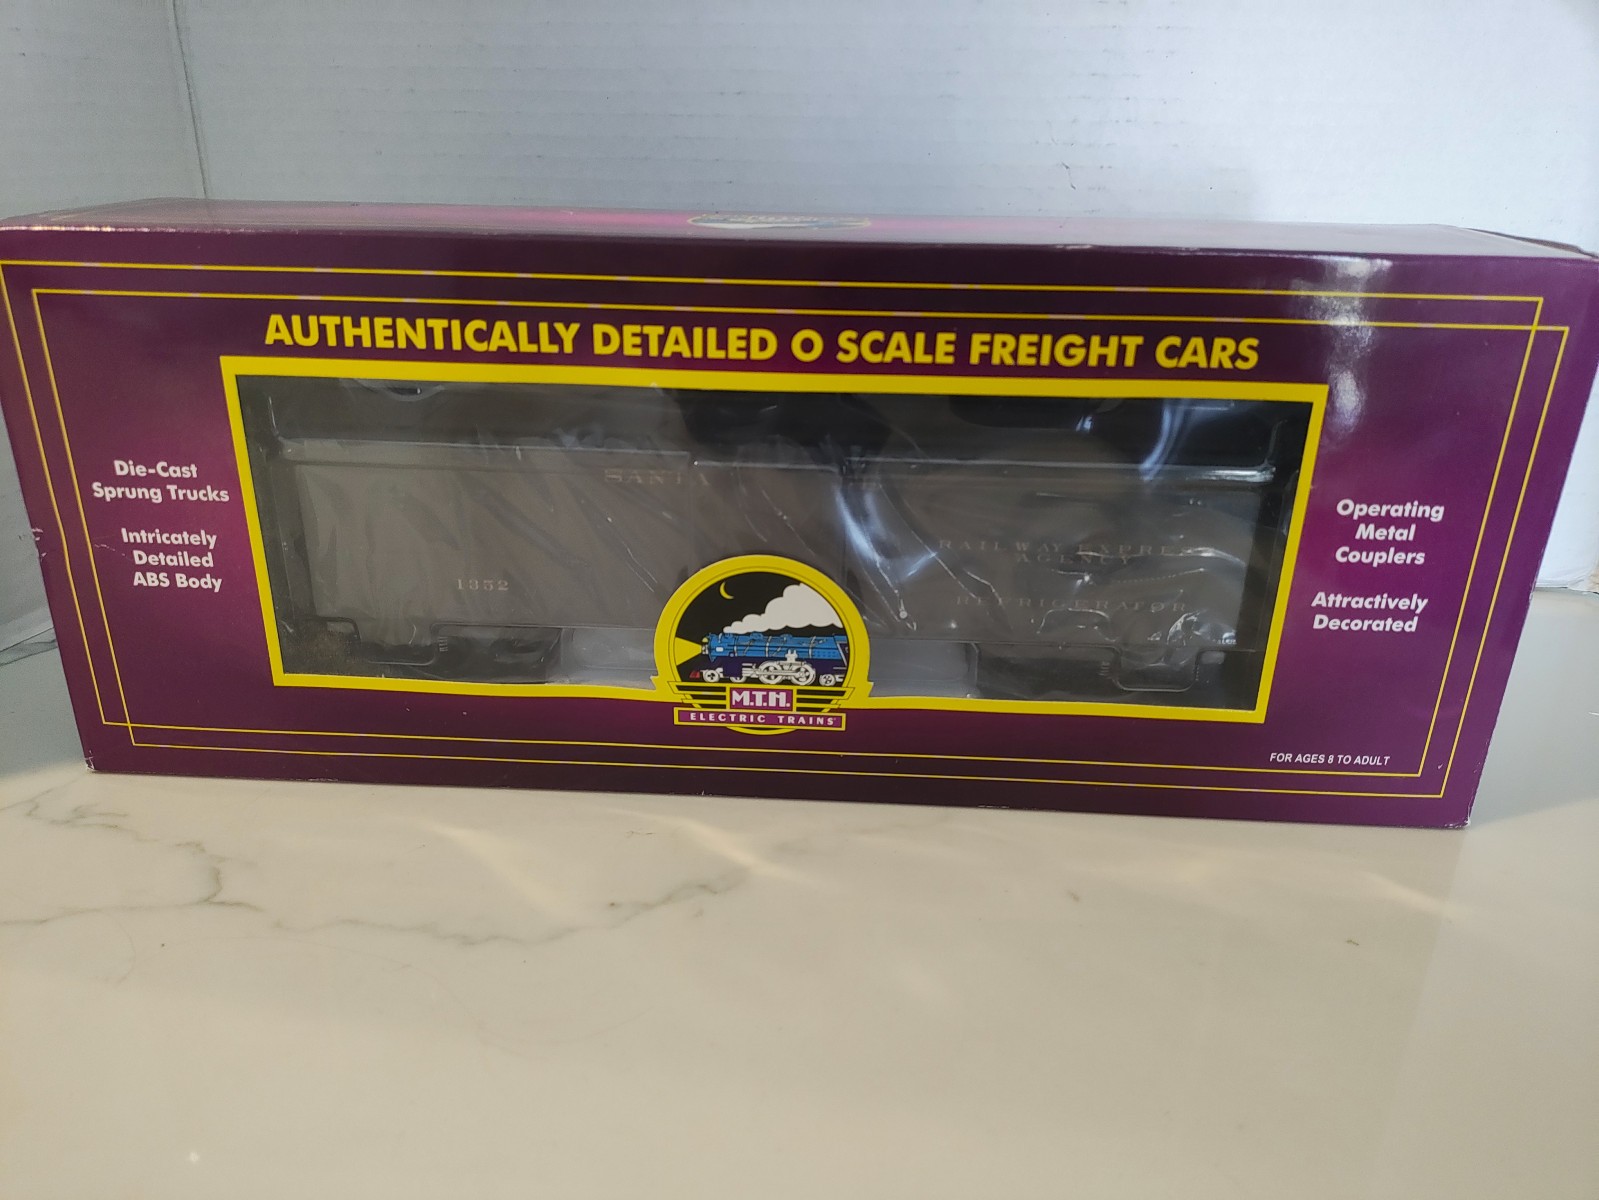 AUTHENTICALLY DETAILED O SCALE FREIGHT CARS
Die-Cast
Sprung Trucks
Intricately
Detailed
ABS Body
SANTA
1352
RAILWAY EXPRESS
AGENCY
REFRIGERATOR
M.T.H.
ELECTRIC TRAINS
Operating
Metal
Couplers
Attractively
Decorated
FOR AGES 8 TO ADULT